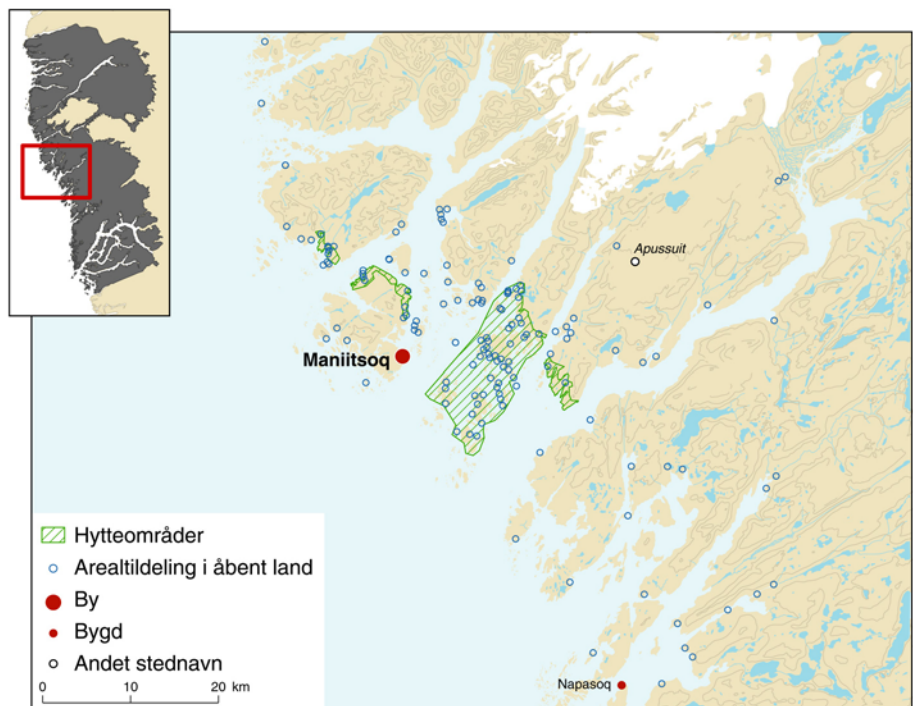 Apussuit
Maniitsoq
Hytteområder
Arealtildeling i åbent land
By
Bygd
Andet stednavn
0 10 20 km
Napasoq